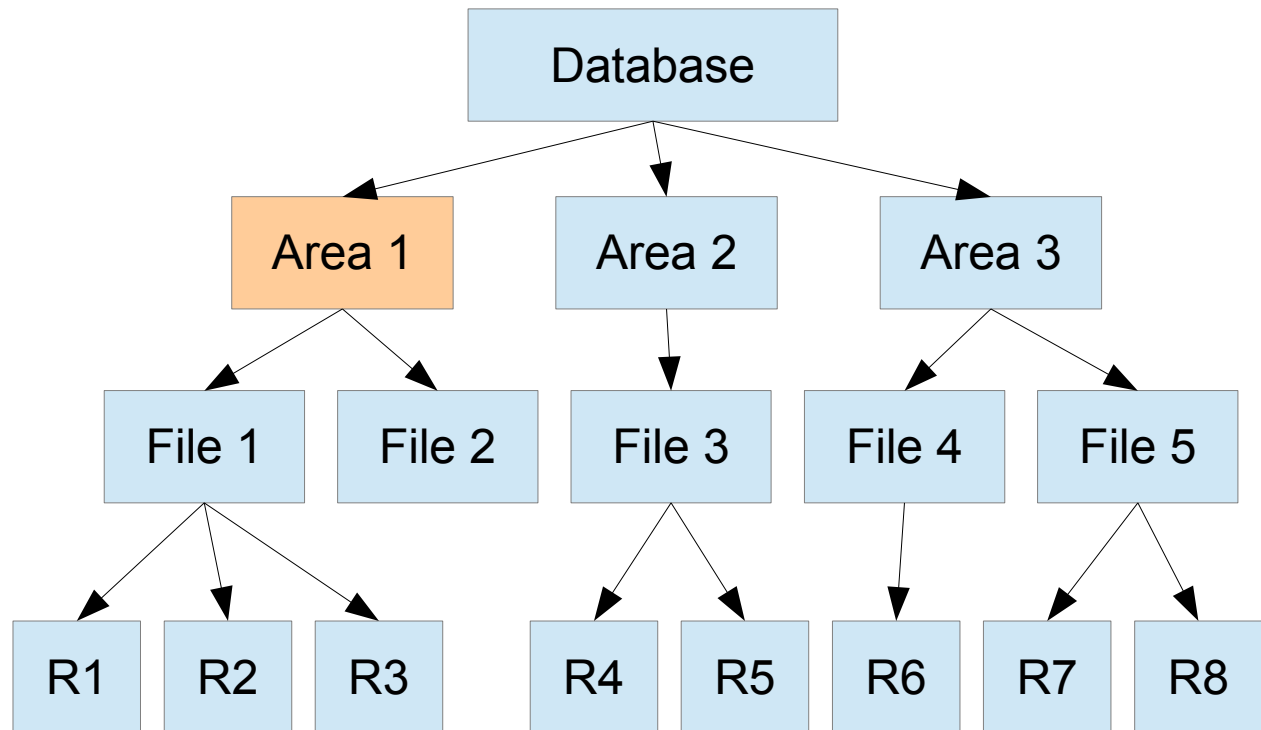 Database
Area 1
Area 2
Area 3
File 1
File 2
File 3
File 4
File 5
R1
R2
R3
R4
R5
R6
R7
R8